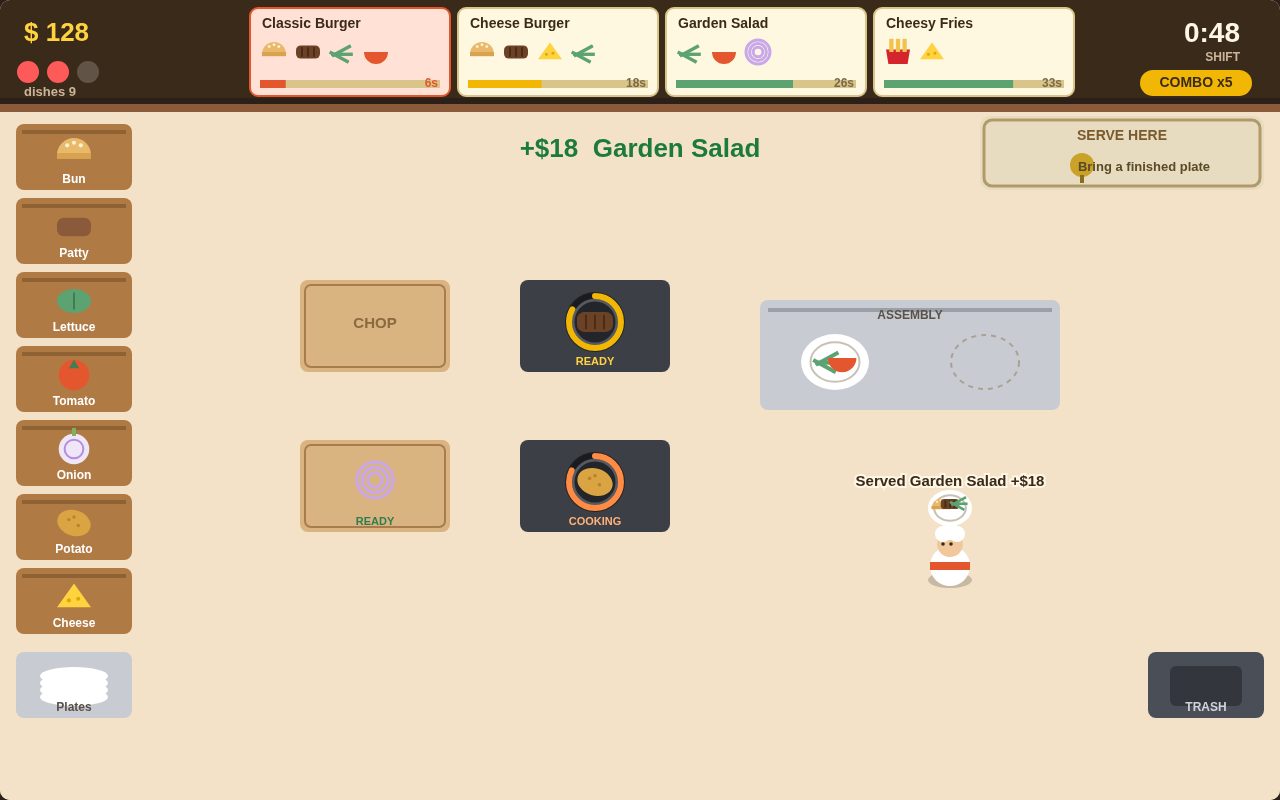 $ 128
dishes 9
Classic Burger
6s
Cheese Burger
18s
Garden Salad
26s
Cheesy Fries
33s
0:48
SHIFT
COMBO x5
+$18 Garden Salad
SERVE HERE
Bring a finished plate
Bun
Patty
Lettuce
Tomato
Onion
Potato
Cheese
Plates
CHOP
READY
ASSEMBLY
READY
COOKING
Served Garden Salad +$18
TRASH